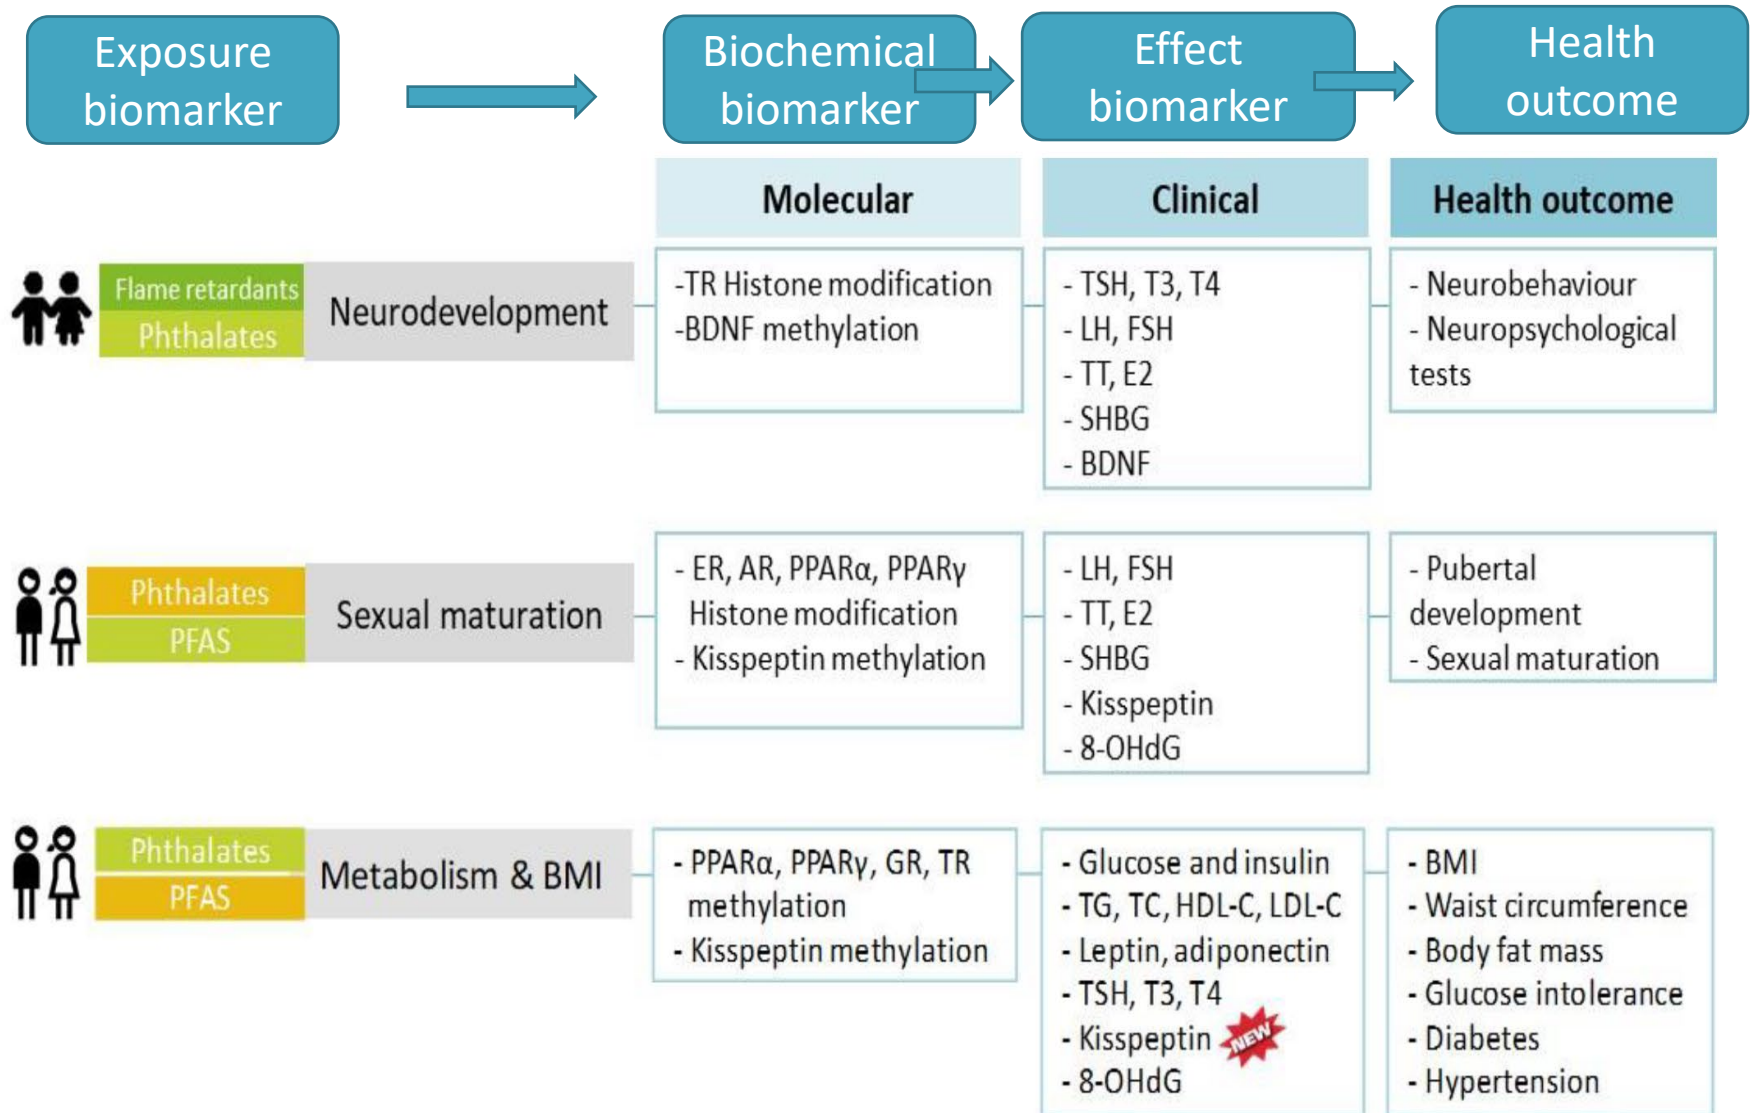 Exposure
biomarker
Biochemical
biomarker
Effect
biomarker
Health
outcome
Molecular
Clinical
Health outcome
Flame retardants
Phthalates
Neurodevelopment
-TR Histone modification
-BDNF methylation
- TSH, T3, T4
- LH, FSH
- TT, E2
- SHBG
- BDNF
- Neurobehaviour
- Neuropsychological
tests
Phthalates
PFAS
Sexual maturation
- ER, AR, PPARα, PPARγ
Histone modification
- Kisspeptin methylation
- LH, FSH
- TT, E2
- SHBG
- Kisspeptin
- 8-OHdG
- Pubertal
development
- Sexual maturation
Phthalates
PFAS
Metabolism & BMI
- PPARα, PPARγ, GR, TR
methylation
- Kisspeptin methylation
- Glucose and insulin
- TG, TC, HDL-C, LDL-C
- Leptin, adiponectin
- TSH, T3, T4
- Kisspeptin NEW
- 8-OHdG
- BMI
- Waist circumference
- Body fat mass
- Glucose intolerance
- Diabetes
- Hypertension